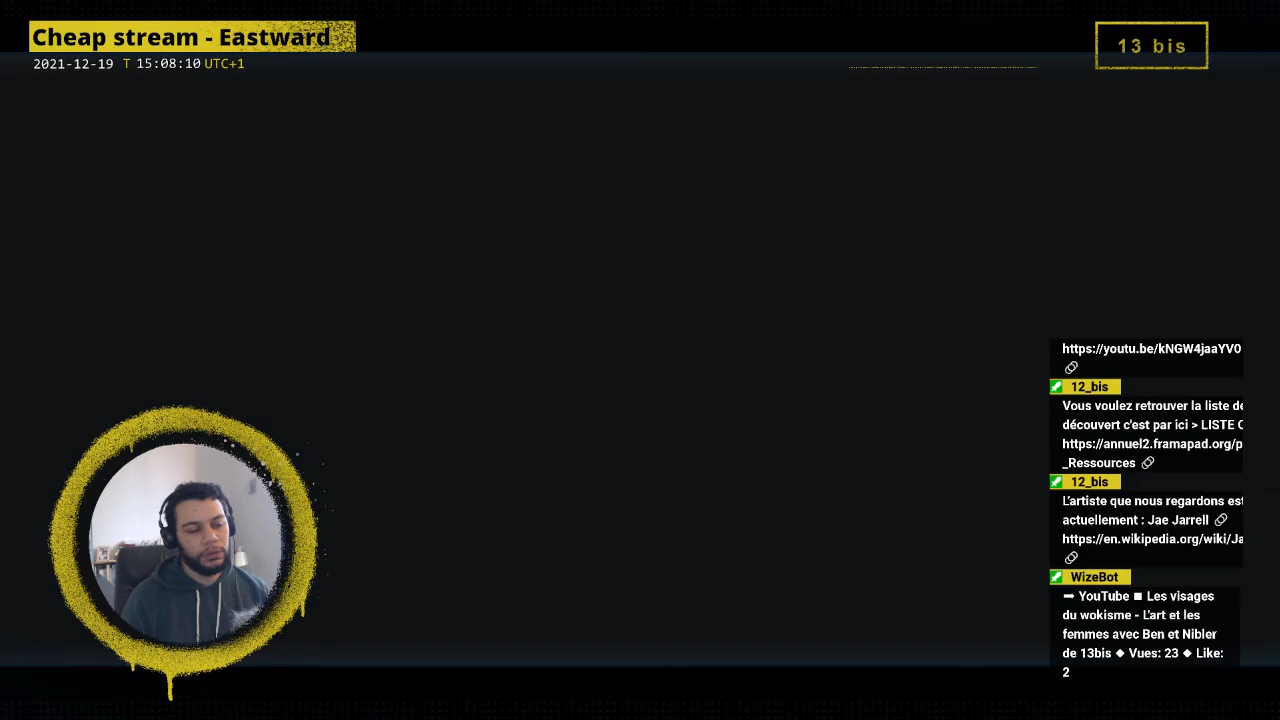 Cheap stream - Eastward
2021-12-19 T 15:08:10 UTC+1
13 bis
https://youtu.be/kNGW4jaaYV0
12_bis
Vous voulez retrouver la liste de
découvert c'est par ici > LISTE
https://annuel2.framapad.org/p
_Ressources
12_bis
L'artiste que nous regardons est
actuellement : Jae Jarrell
https://en.wikipedia.org/wiki/Ja
WizeBot
➡ YouTube ■ Les visages
du wokisme - L'art et les
femmes avec Ben et Nibler
de 13bis ◆ Vues: 23 ◆ Like:
2